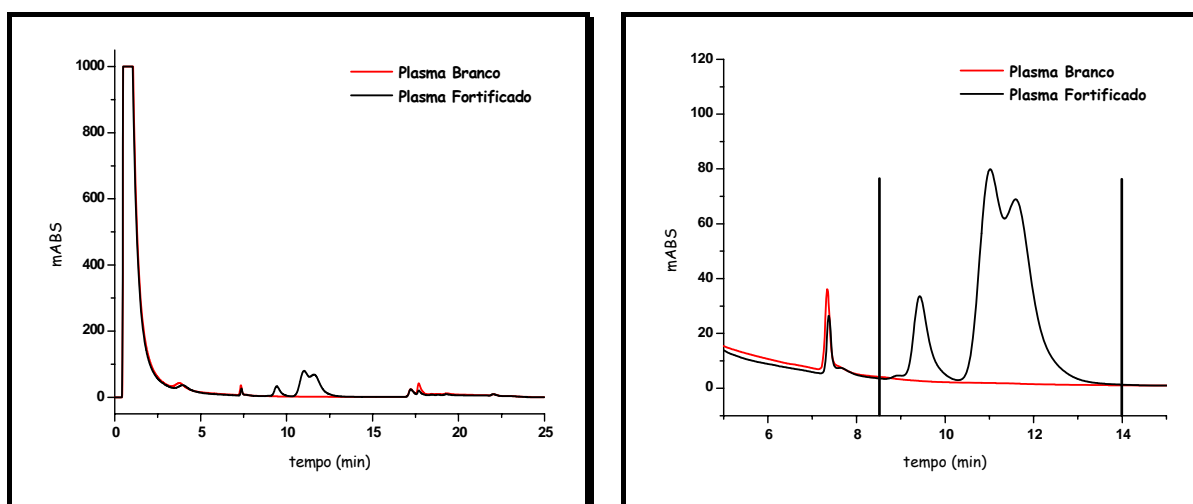 Plasma Branco
Plasma Fortificado
1000
800
600
400
200
0
mABS
0 5 10 15 20 25
tempo (min)
Plasma Branco
Plasma Fortificado
120
100
80
60
40
20
0
mABS
6 8 10 12 14
tempo (min)